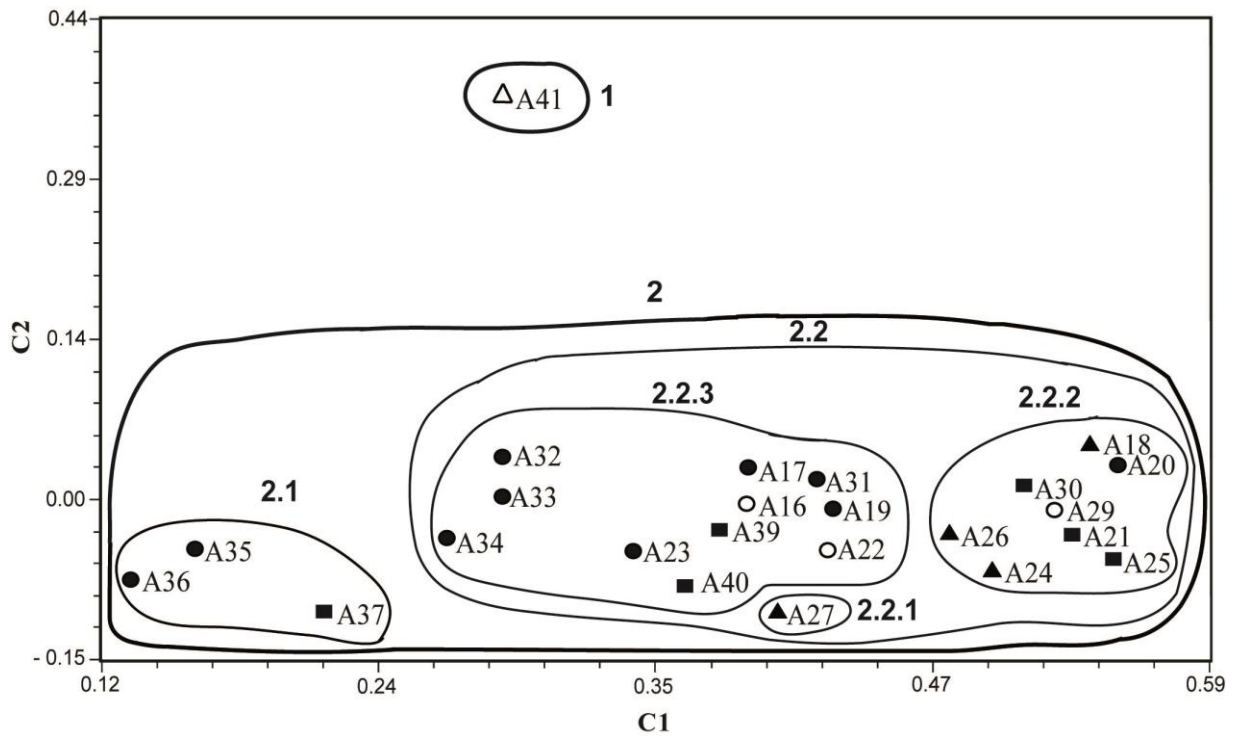 0.44
A41 1
0.29
2
C2
0.14
2.2
2.2.3 2.2.2
A18
A32 A17 A20
A31
2.1 A33 A30
0.00 A16 A29
A19
A39 A26 A21
A34
A35 A23 A22
A25
A36 A40 A24
A37 A27 2.2.1
- 0.15
0.12 0.24 0.35 0.47 0.59
C1